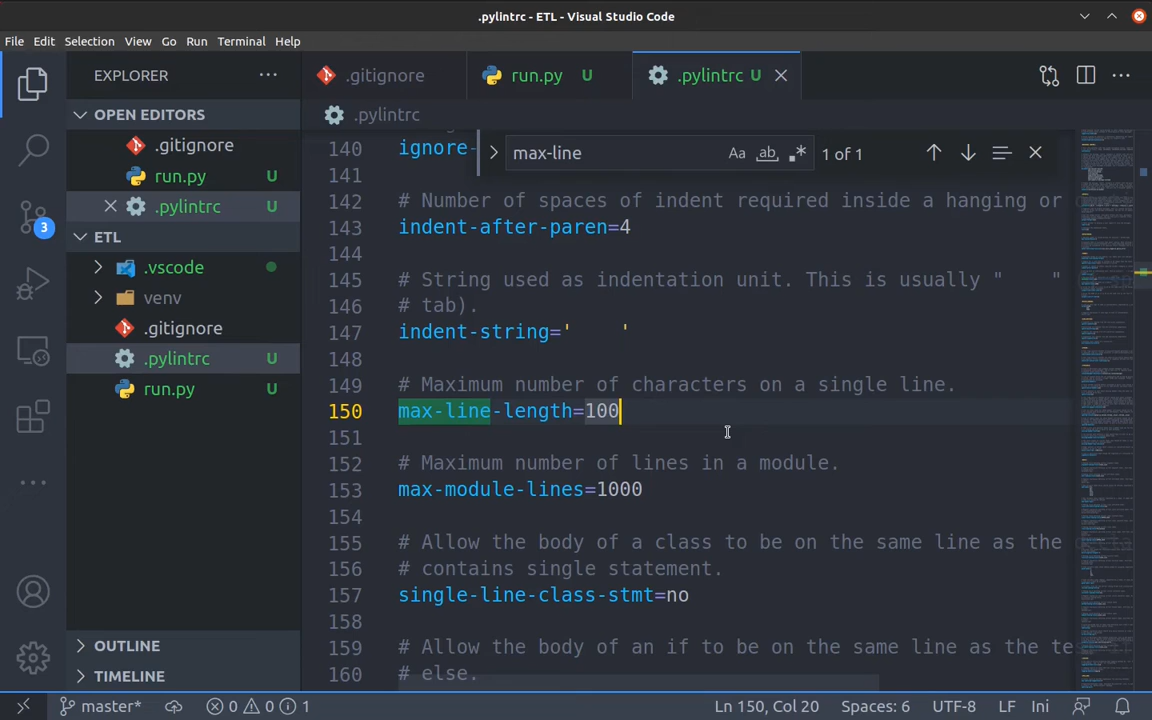 .pylintrc - ETL - Visual Studio Code
File Edit Selection View Go Run Terminal Help
EXPLORER
OPEN EDITORS
.gitignore
run.py U
.pylintrc U
ETL
.vscode
venv
.gitignore
.pylintrc U
run.py U
OUTLINE
TIMELINE
3
.gitignore run.py U .pylintrc U
.pylintrc
max-line Aa ab 1 of 1
140 ignore-
141
142 # Number of spaces of indent required inside a hanging or
143 indent-after-paren=4
144
145 # String used as indentation unit. This is usually "    "
146 # tab).
147 indent-string='    '
148
149 # Maximum number of characters on a single line.
150 max-line-length=100
151
152 # Maximum number of lines in a module.
153 max-module-lines=1000
154
155 # Allow the body of a class to be on the same line as the
156 # contains single statement.
157 single-line-class-stmt=no
158
159 # Allow the body of an if to be on the same line as the te
160 # else.
master* 0 0 1 Ln 150, Col 20 Spaces: 6 UTF-8 LF Ini